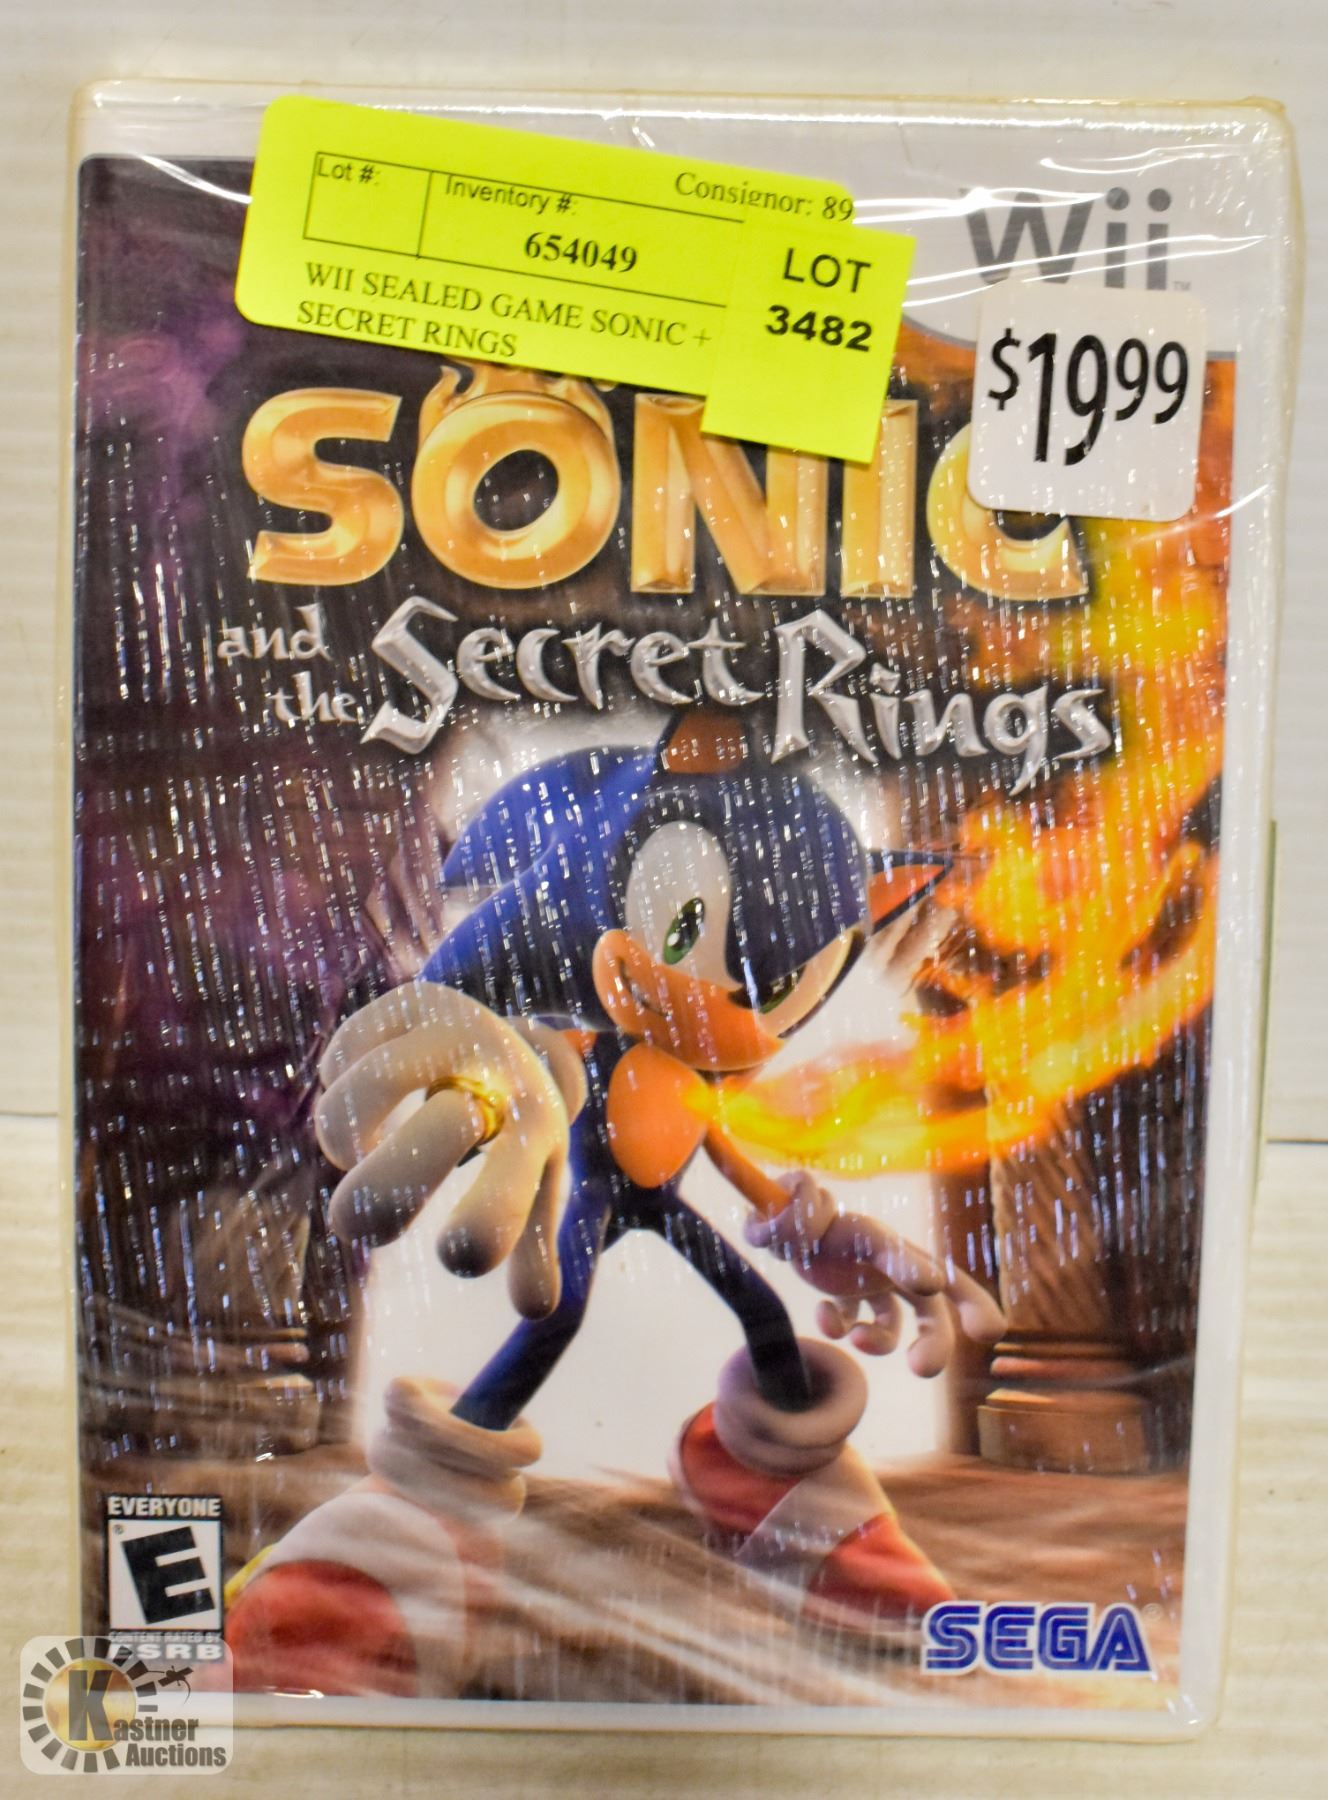 Lot #:
Inventory #:
Consignor: 89
654049
WII SEALED GAME SONIC +
SECRET RINGS
LOT
3482
Wii
TM
$19.99
SONIC
and
the Secret Rings
EVERYONE
E
®
CONTENT RATED BY
ESRB
SEGA
®
Kastner
Auctions